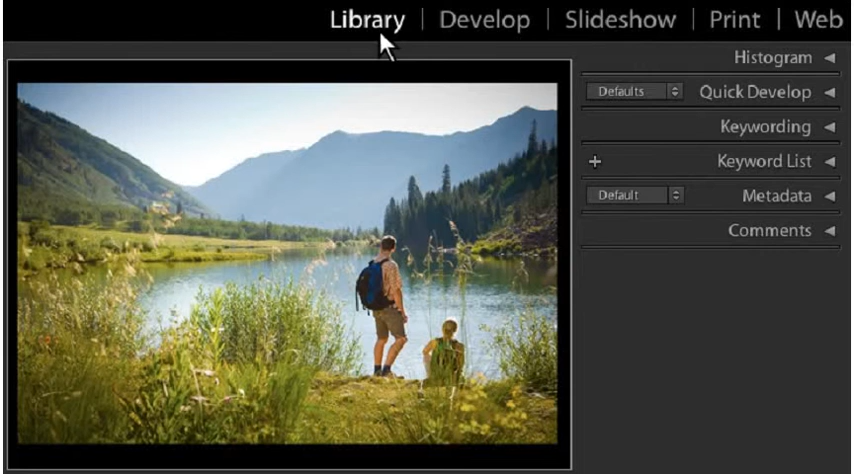 Library | Develop | Slideshow | Print | Web
Histogram
Defaults Quick Develop
Keywording
+ Keyword List
Default Metadata
Comments